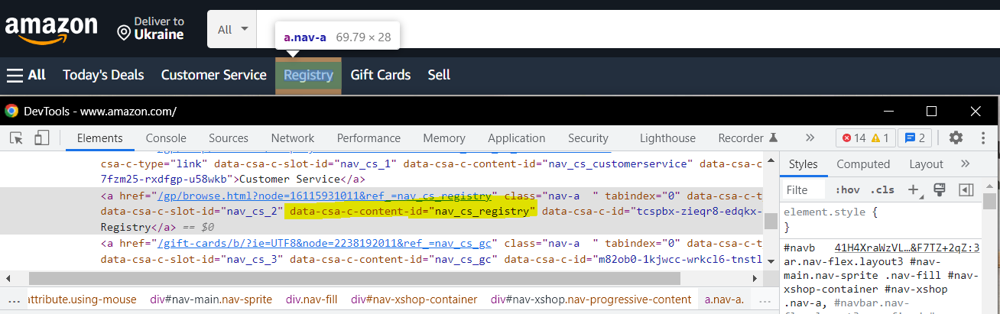 amazon
Deliver to
Ukraine
All
a.nav-a 69.79 × 28
All Today's Deals Customer Service Registry Gift Cards Sell
DevTools - www.amazon.com/
Elements Console Sources Network Performance Memory Application Security Lighthouse Recorder 14 1 2
csa-c-type="link" data-csa-c-slot-id="nav_cs_1" data-csa-c-content-id="nav_cs_customerservice" data-csa-c
7fzm25-rxdfgp-u58wkb">Customer Service</a>
<a href="/gp/browse.html?node=16115931011&ref_=nav_cs_registry" class="nav-a  " tabindex="0" data-csa-c-t
data-csa-c-slot-id="nav_cs_2" data-csa-c-content-id="nav_cs_registry" data-csa-c-id="tcspbx-zieqr8-edqkx-
Registry</a> == $0
<a href="/gift-cards/b/?ie=UTF8&node=2238192011&ref_=nav_cs_gc" class="nav-a  " tabindex="0" data-csa-c-t
data-csa-c-slot-id="nav_cs_3" data-csa-c-content-id="nav_cs_gc" data-csa-c-id="m82ob0-1kjwcc-wrkcl6-tnstl
... attribute.using-mouse div#nav-main.nav-sprite div.nav-fill div#nav-xshop-container div#nav-xshop.nav-progressive-content a.nav-a. ...
Styles Computed Layout
Filte :hov .cls
element.style {
}
#navb 41H4XraWzVL…&F7TZ+2qZ:3
ar.nav-flex.layout3 #nav-
main.nav-sprite .nav-fill #nav-
xshop-container #nav-xshop
.nav-a, #navbar.nav-